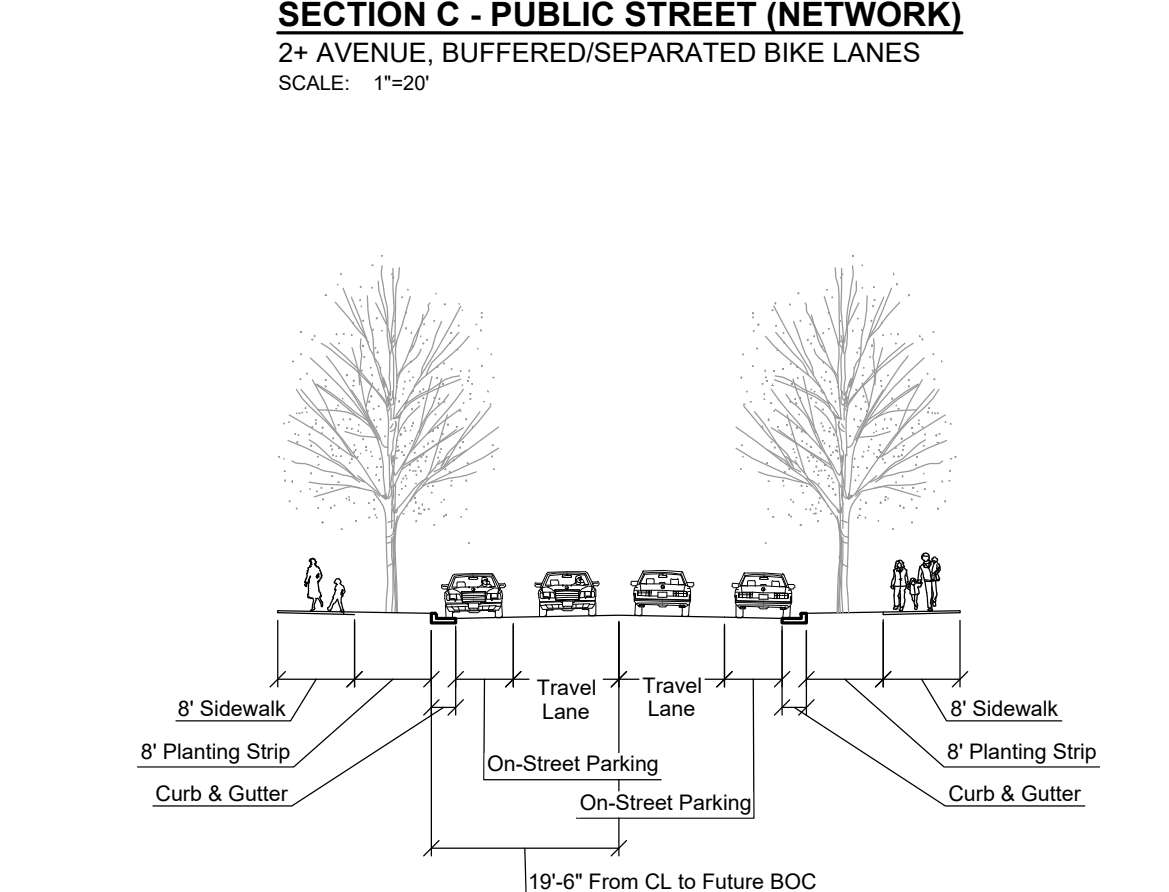 SECTION C - PUBLIC STREET (NETWORK)
2+ AVENUE, BUFFERED/SEPARATED BIKE LANES
SCALE: 1"=20'
Travel
Lane
Travel
Lane
8' Sidewalk
8' Sidewalk
8' Planting Strip
8' Planting Strip
On-Street Parking
Curb & Gutter
On-Street Parking
Curb & Gutter
19'-6" From CL to Future BOC